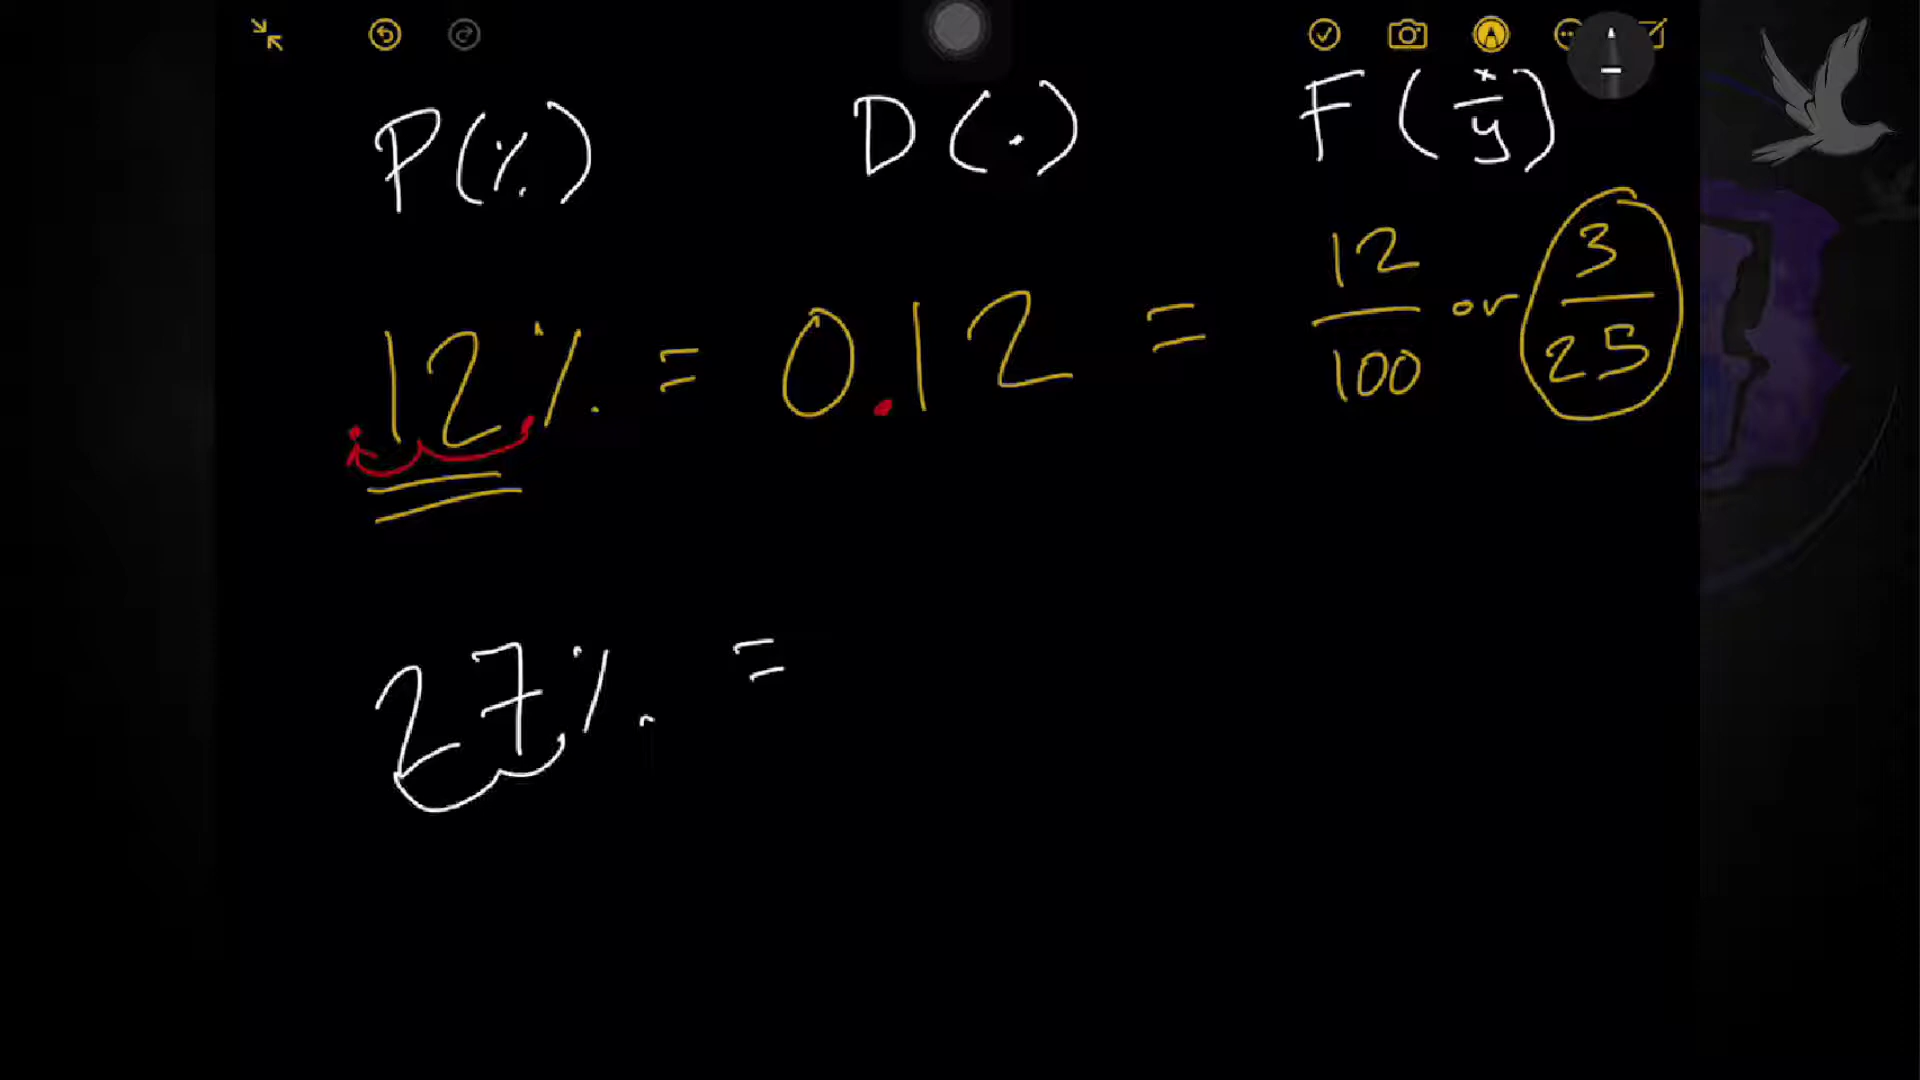 P(%) D(.) F(x/y)
12% = 0.12 = 12/100 or 3/25
27% =